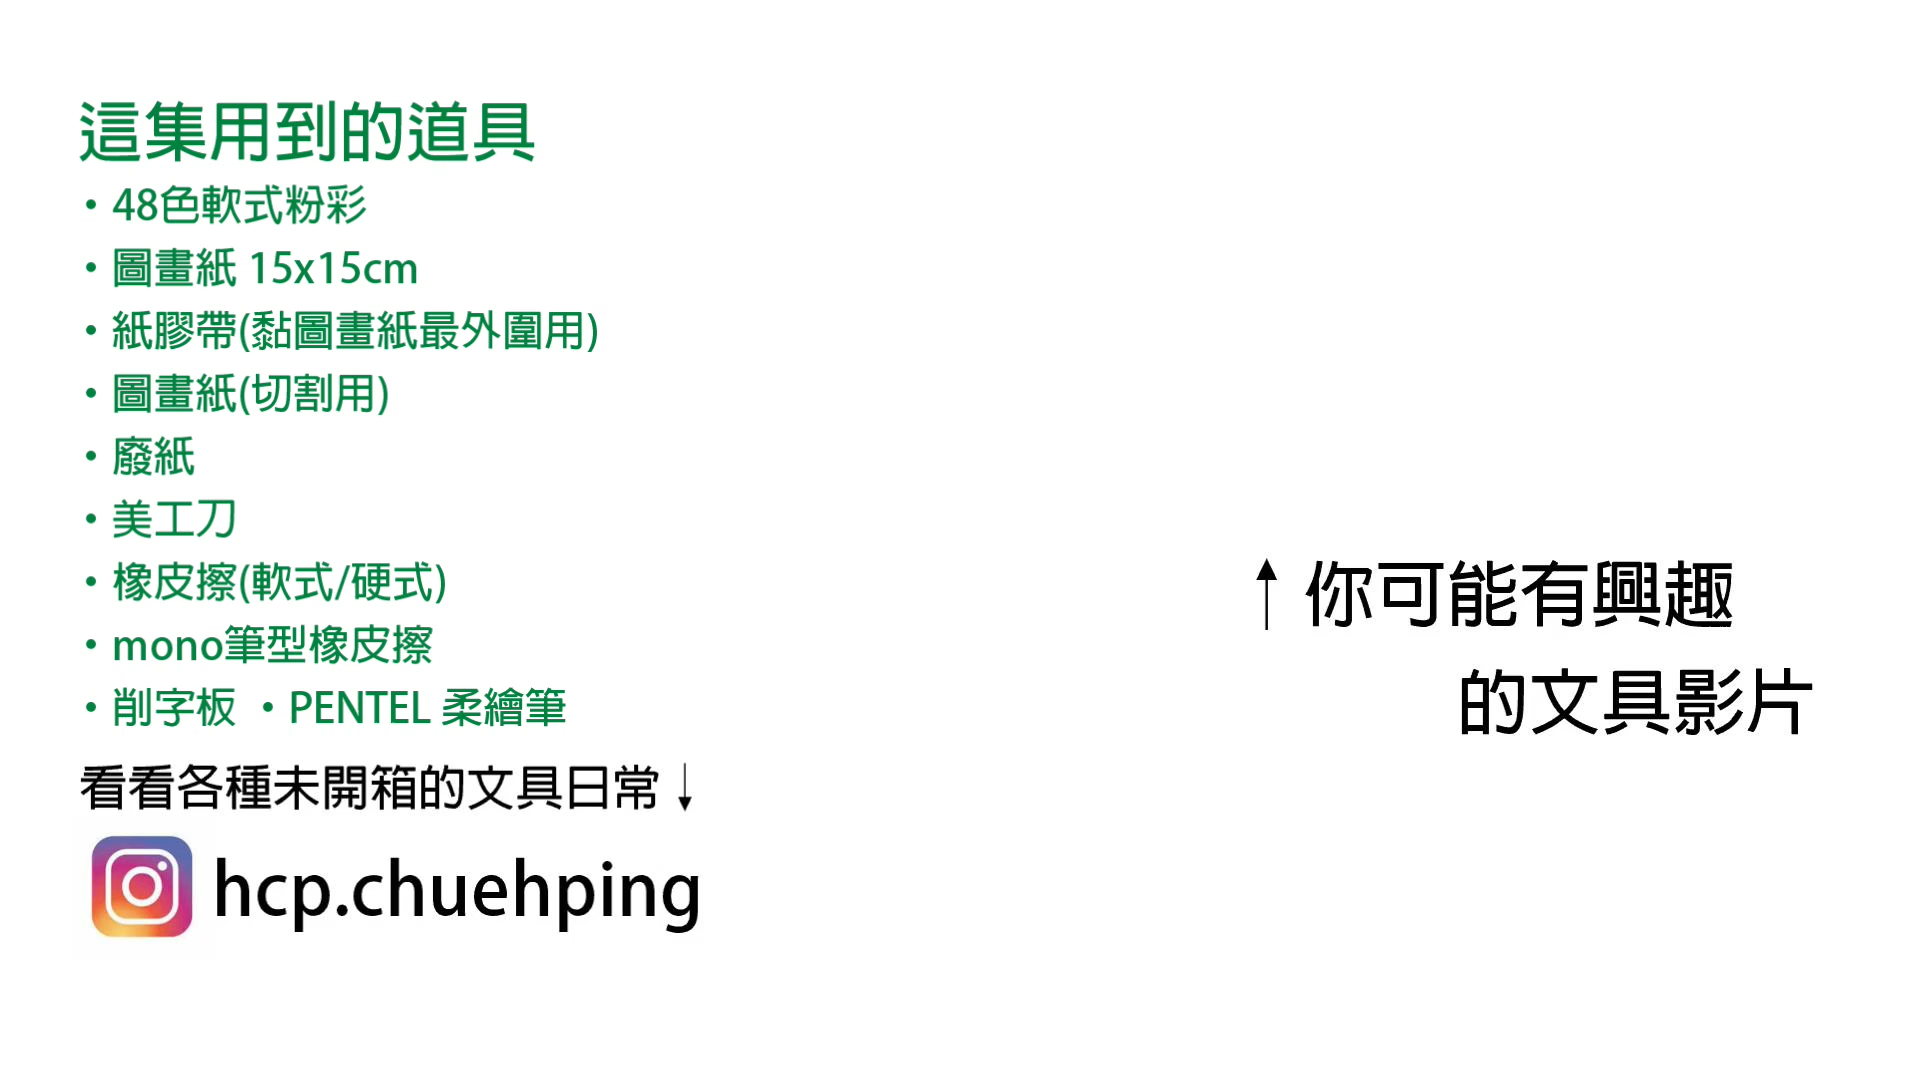 這集用到的道具
・48色軟式粉彩
・圖畫紙 15x15cm
・紙膠帶(黏圖畫紙最外圍用)
・圖畫紙(切割用)
・廢紙
・美工刀
・橡皮擦(軟式/硬式)
・mono筆型橡皮擦
・削字板 ・PENTEL 柔繪筆
看看各種未開箱的文具日常↓
hcp.chuehping
↑你可能有興趣
的文具影片